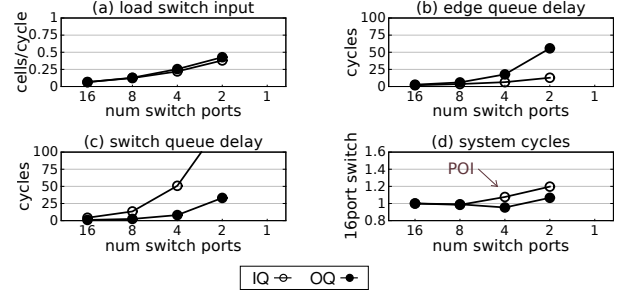 (a) load switch input
cells/cycle
1
0.75
0.5
0.25
0
16 8 4 2 1
num switch ports
(b) edge queue delay
cycles
100
75
50
25
0
16 8 4 2 1
num switch ports
(c) switch queue delay
cycles
100
75
50
25
0
16 8 4 2 1
num switch ports
(d) system cycles
16port switch
1.6
1.4
1.2
1
0.8
POI
16 8 4 2 1
num switch ports
IQ OQ